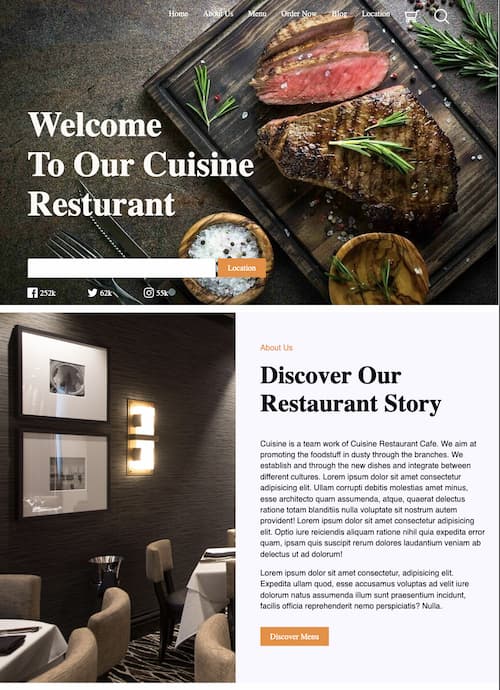 Home About Us Menu Order Now Blog Location
Welcome
To Our Cuisine
Resturant
Location
252k 62k 55k
About Us
Discover Our
Restaurant Story
Cuisine is a team work of Cuisine Restaurant Cafe. We aim at
promoting the foodstuff in dusty through the branches. We
establish and through the new dishes and integrate between
different cultures. Lorem ipsum dolor sit amet consectetur
adipisicing elit. Ullam corrupti debitis molestias amet minus,
esse architecto quam assumenda, atque, quaerat delectus
ratione totam blanditiis nulla voluptate sit nostrum autem
provident! Lorem ipsum dolor sit amet consectetur adipisicing
elit. Optio iure reiciendis aliquam ratione nihil quia expedita error
quam, ipsam quis suscipit rerum dolores laudantium veniam ab
delectus ut ad dolorum!
Lorem ipsum dolor sit amet consectetur, adipisicing elit.
Expedita ullam quod, esse accusamus voluptas ad velit iure
dolorum natus assumenda illum sunt praesentium incidunt,
facilis officia reprehenderit nemo perspiciatis? Nulla.
Discover Menu